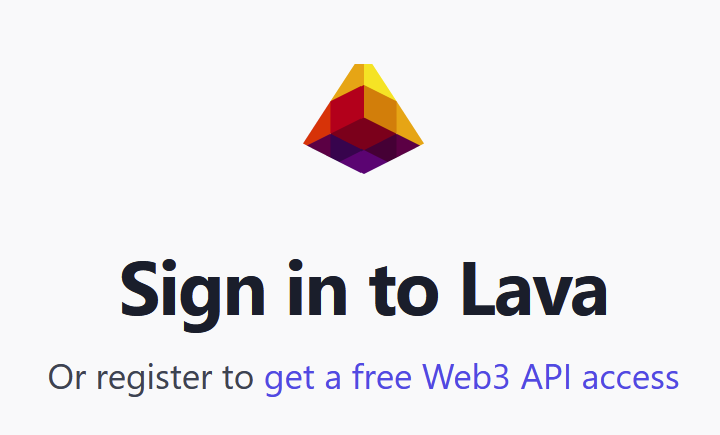 Sign in to Lava
Or register to get a free Web3 API access